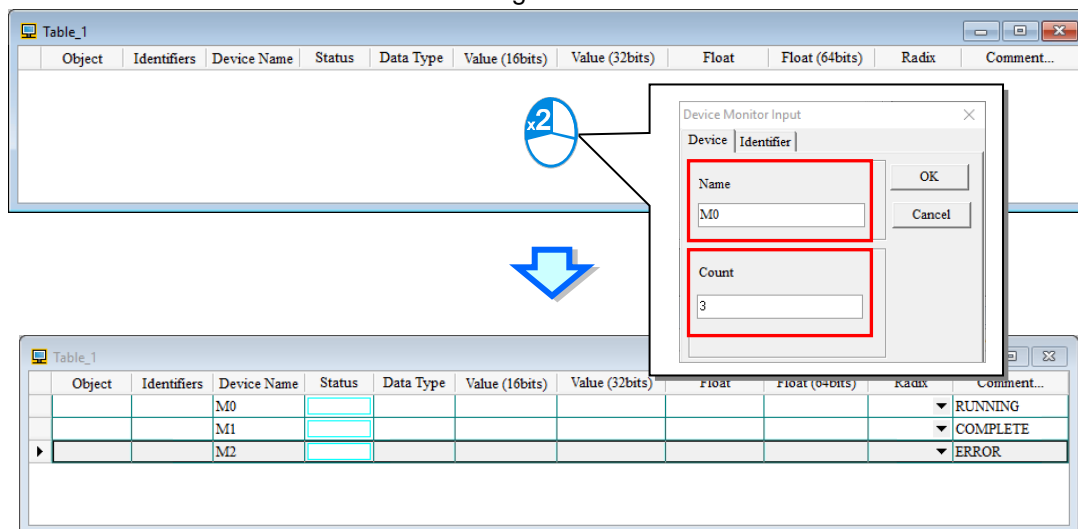 Table_1
Object Identifiers Device Name Status Data Type Value (16bits) Value (32bits) Float Float (64bits) Radix Comment...
x2
Device Monitor Input
Device Identifier
Name
OK
M0
Cancel
Count
3
Table_1
Object Identifiers Device Name Status Data Type Value (16bits) Value (32bits) Float Float (64bits) Radix Comment...
M0 RUNNING
M1 COMPLETE
M2 ERROR